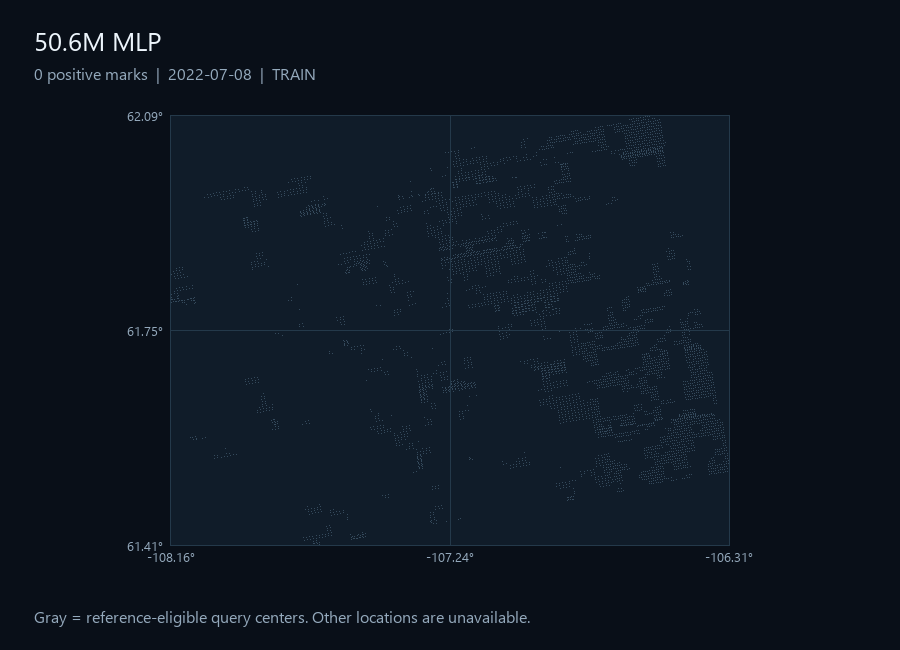 50.6M MLP
0 positive marks | 2022-07-08 | TRAIN
62.09°
61.75°
61.41°
-108.16°
-107.24°
-106.31°
Gray = reference-eligible query centers. Other locations are unavailable.